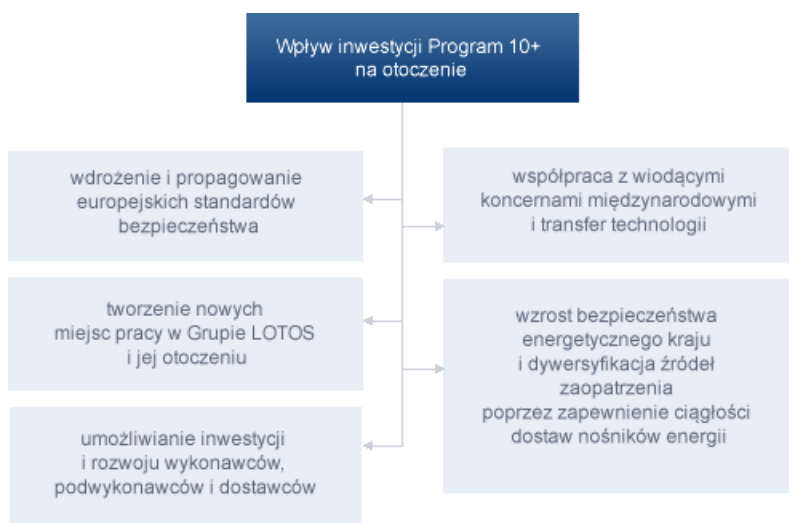 Wpływ inwestycji Program 10+
na otoczenie
wdrożenie i propagowanie
europejskich standardów
bezpieczeństwa
współpraca z wiodącymi
koncernami międzynarodowymi
i transfer technologii
tworzenie nowych
miejsc pracy w Grupie LOTOS
i jej otoczeniu
wzrost bezpieczeństwa
energetycznego kraju
i dywersyfikacja źródeł
zaopatrzenia
poprzez zapewnienie ciągłości
dostaw nośników energii
umożliwianie inwestycji
i rozwoju wykonawców,
podwykonawców i dostawców